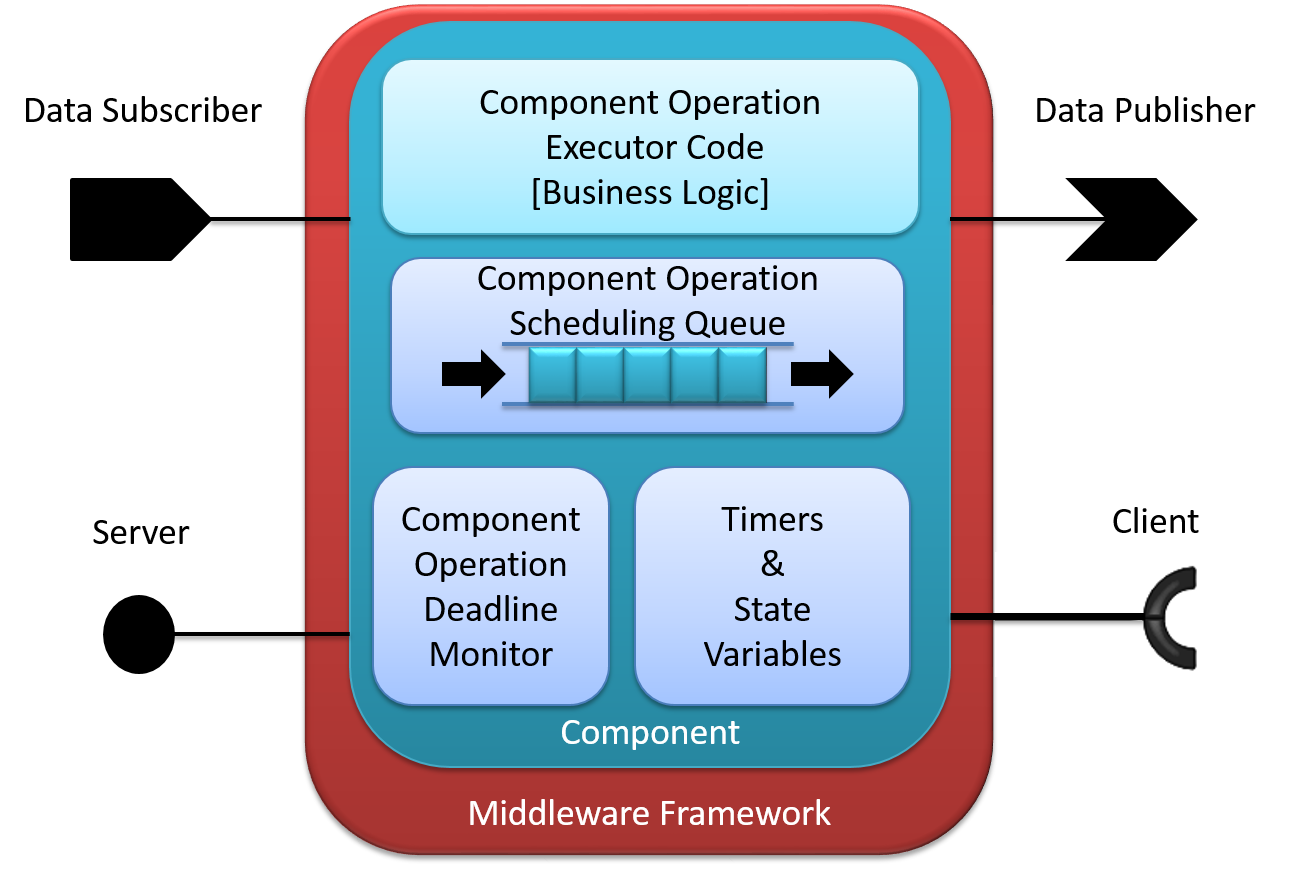 Data Subscriber
Data Publisher
Component Operation
Executor Code
[Business Logic]
Component Operation
Scheduling Queue
Server
Client
Component
Operation
Deadline
Monitor
Timers
&
State
Variables
Component
Middleware Framework